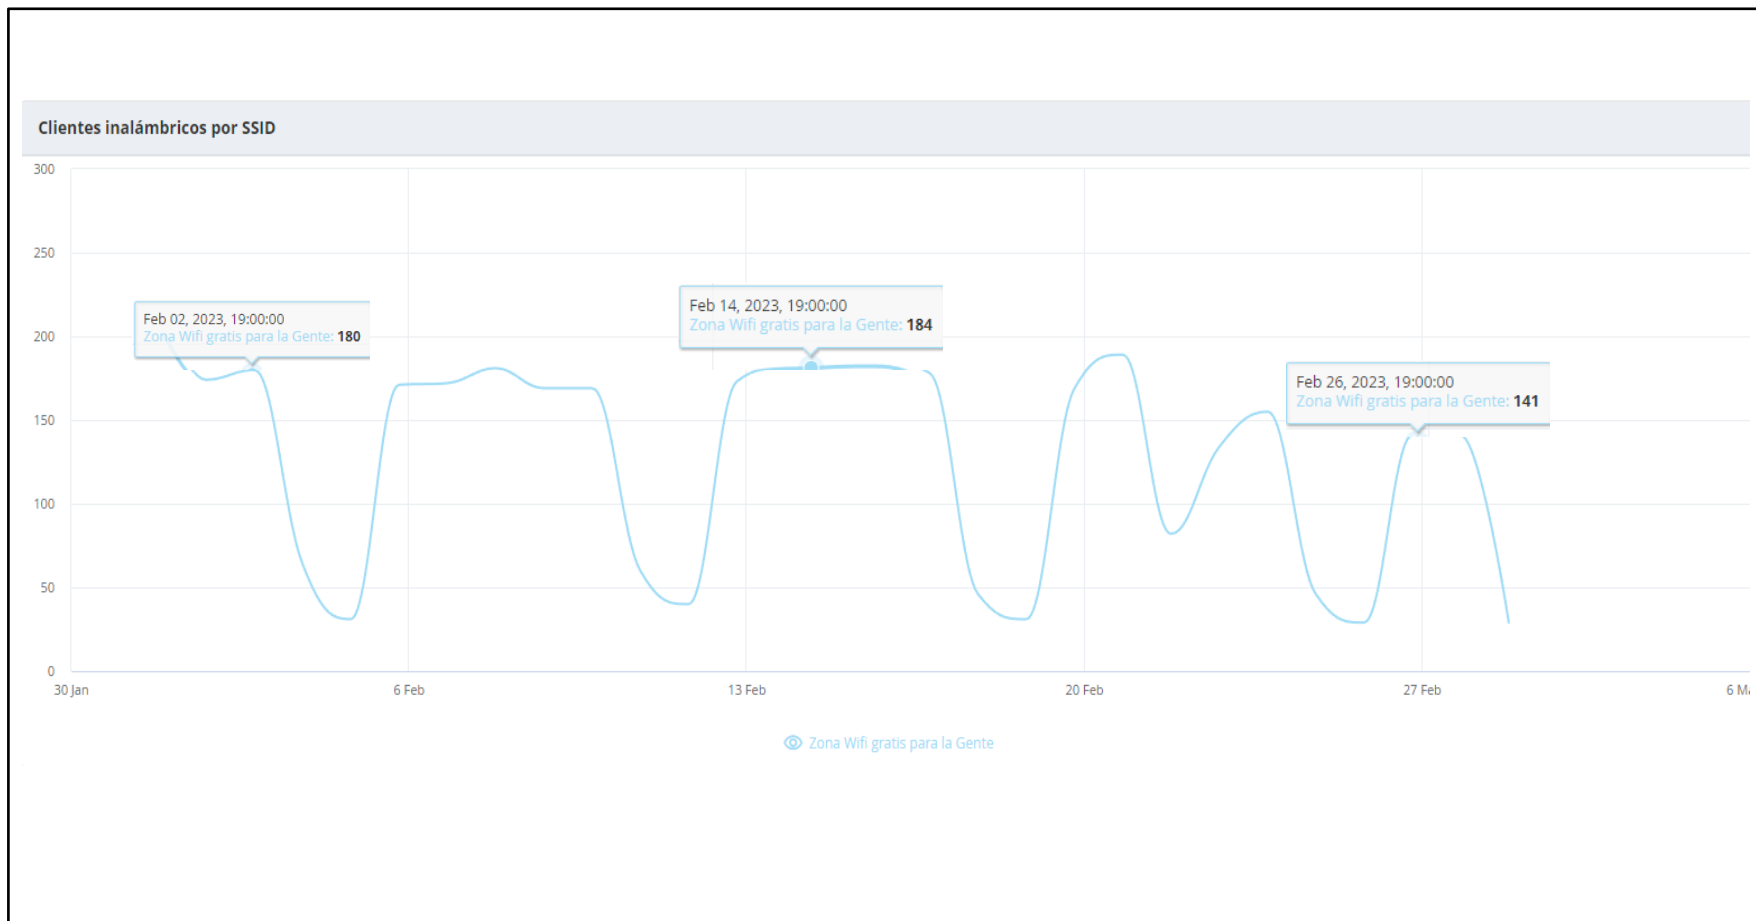 Clientes inalámbricos por SSID
300
250
200
150
100
50
0
Feb 02, 2023, 19:00:00
Zona Wifi gratis para la Gente: 180
Feb 14, 2023, 19:00:00
Zona Wifi gratis para la Gente: 184
Feb 26, 2023, 19:00:00
Zona Wifi gratis para la Gente: 141
30 Jan
6 Feb
13 Feb
20 Feb
27 Feb
6
Zona Wifi gratis para la Gente